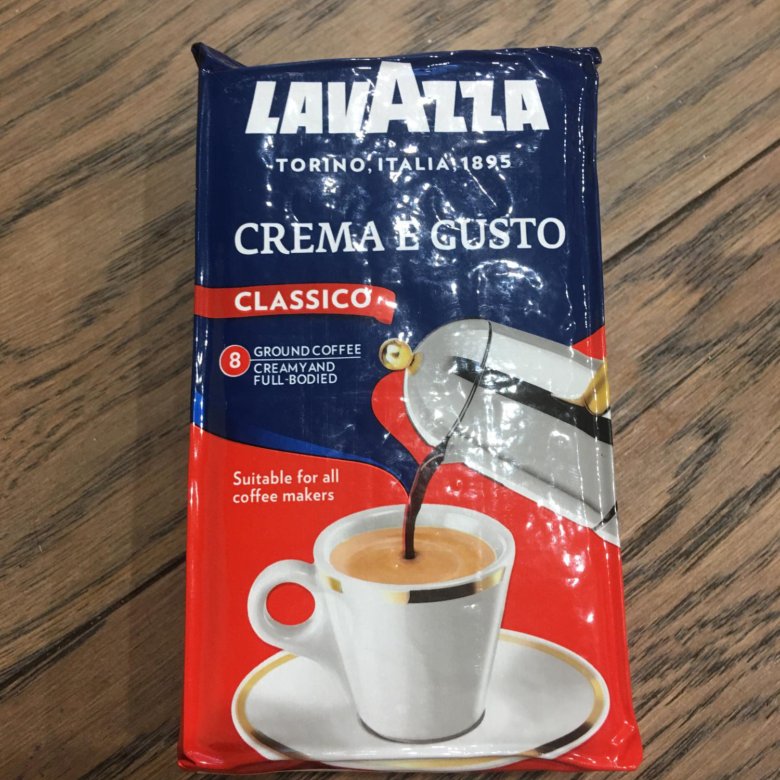 LAVAZZA
TORINO, ITALIA, 1895
CREMA E GUSTO
CLASSICO
8
GROUND COFFEE
CREAMY AND
FULL-BODIED
Suitable for all
coffee makers